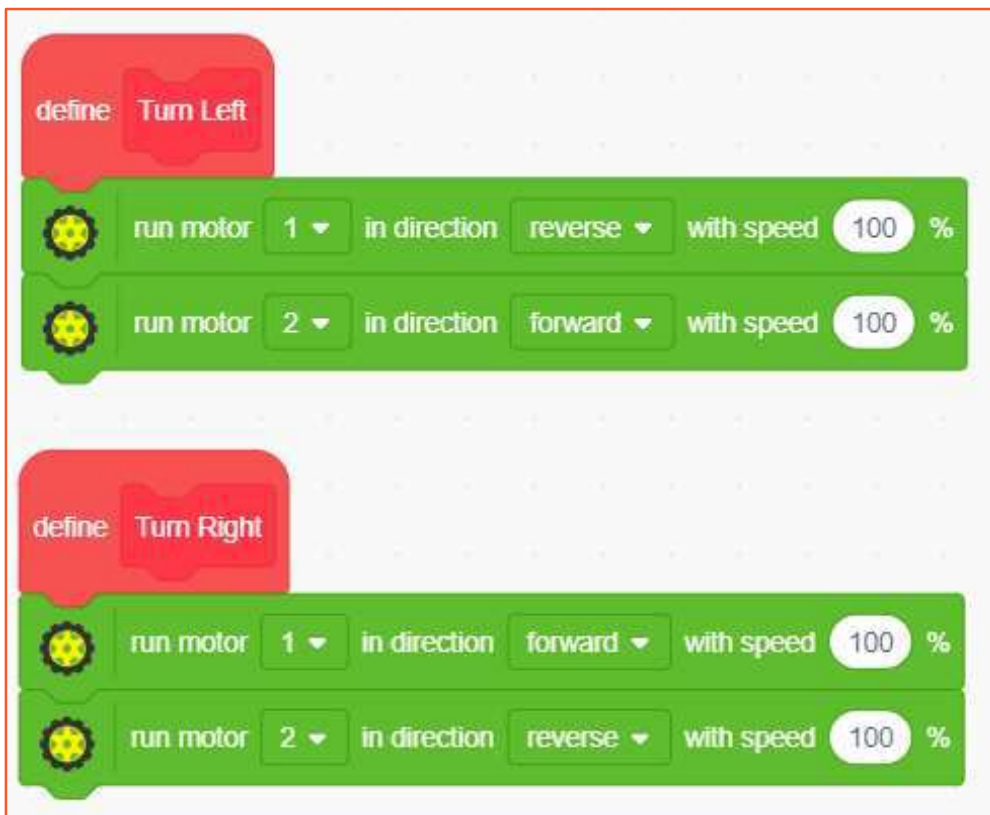 define Turn Left
run motor 1 in direction reverse with speed 100 %
run motor 2 in direction forward with speed 100 %
define Turn Right
run motor 1 in direction forward with speed 100 %
run motor 2 in direction reverse with speed 100 %